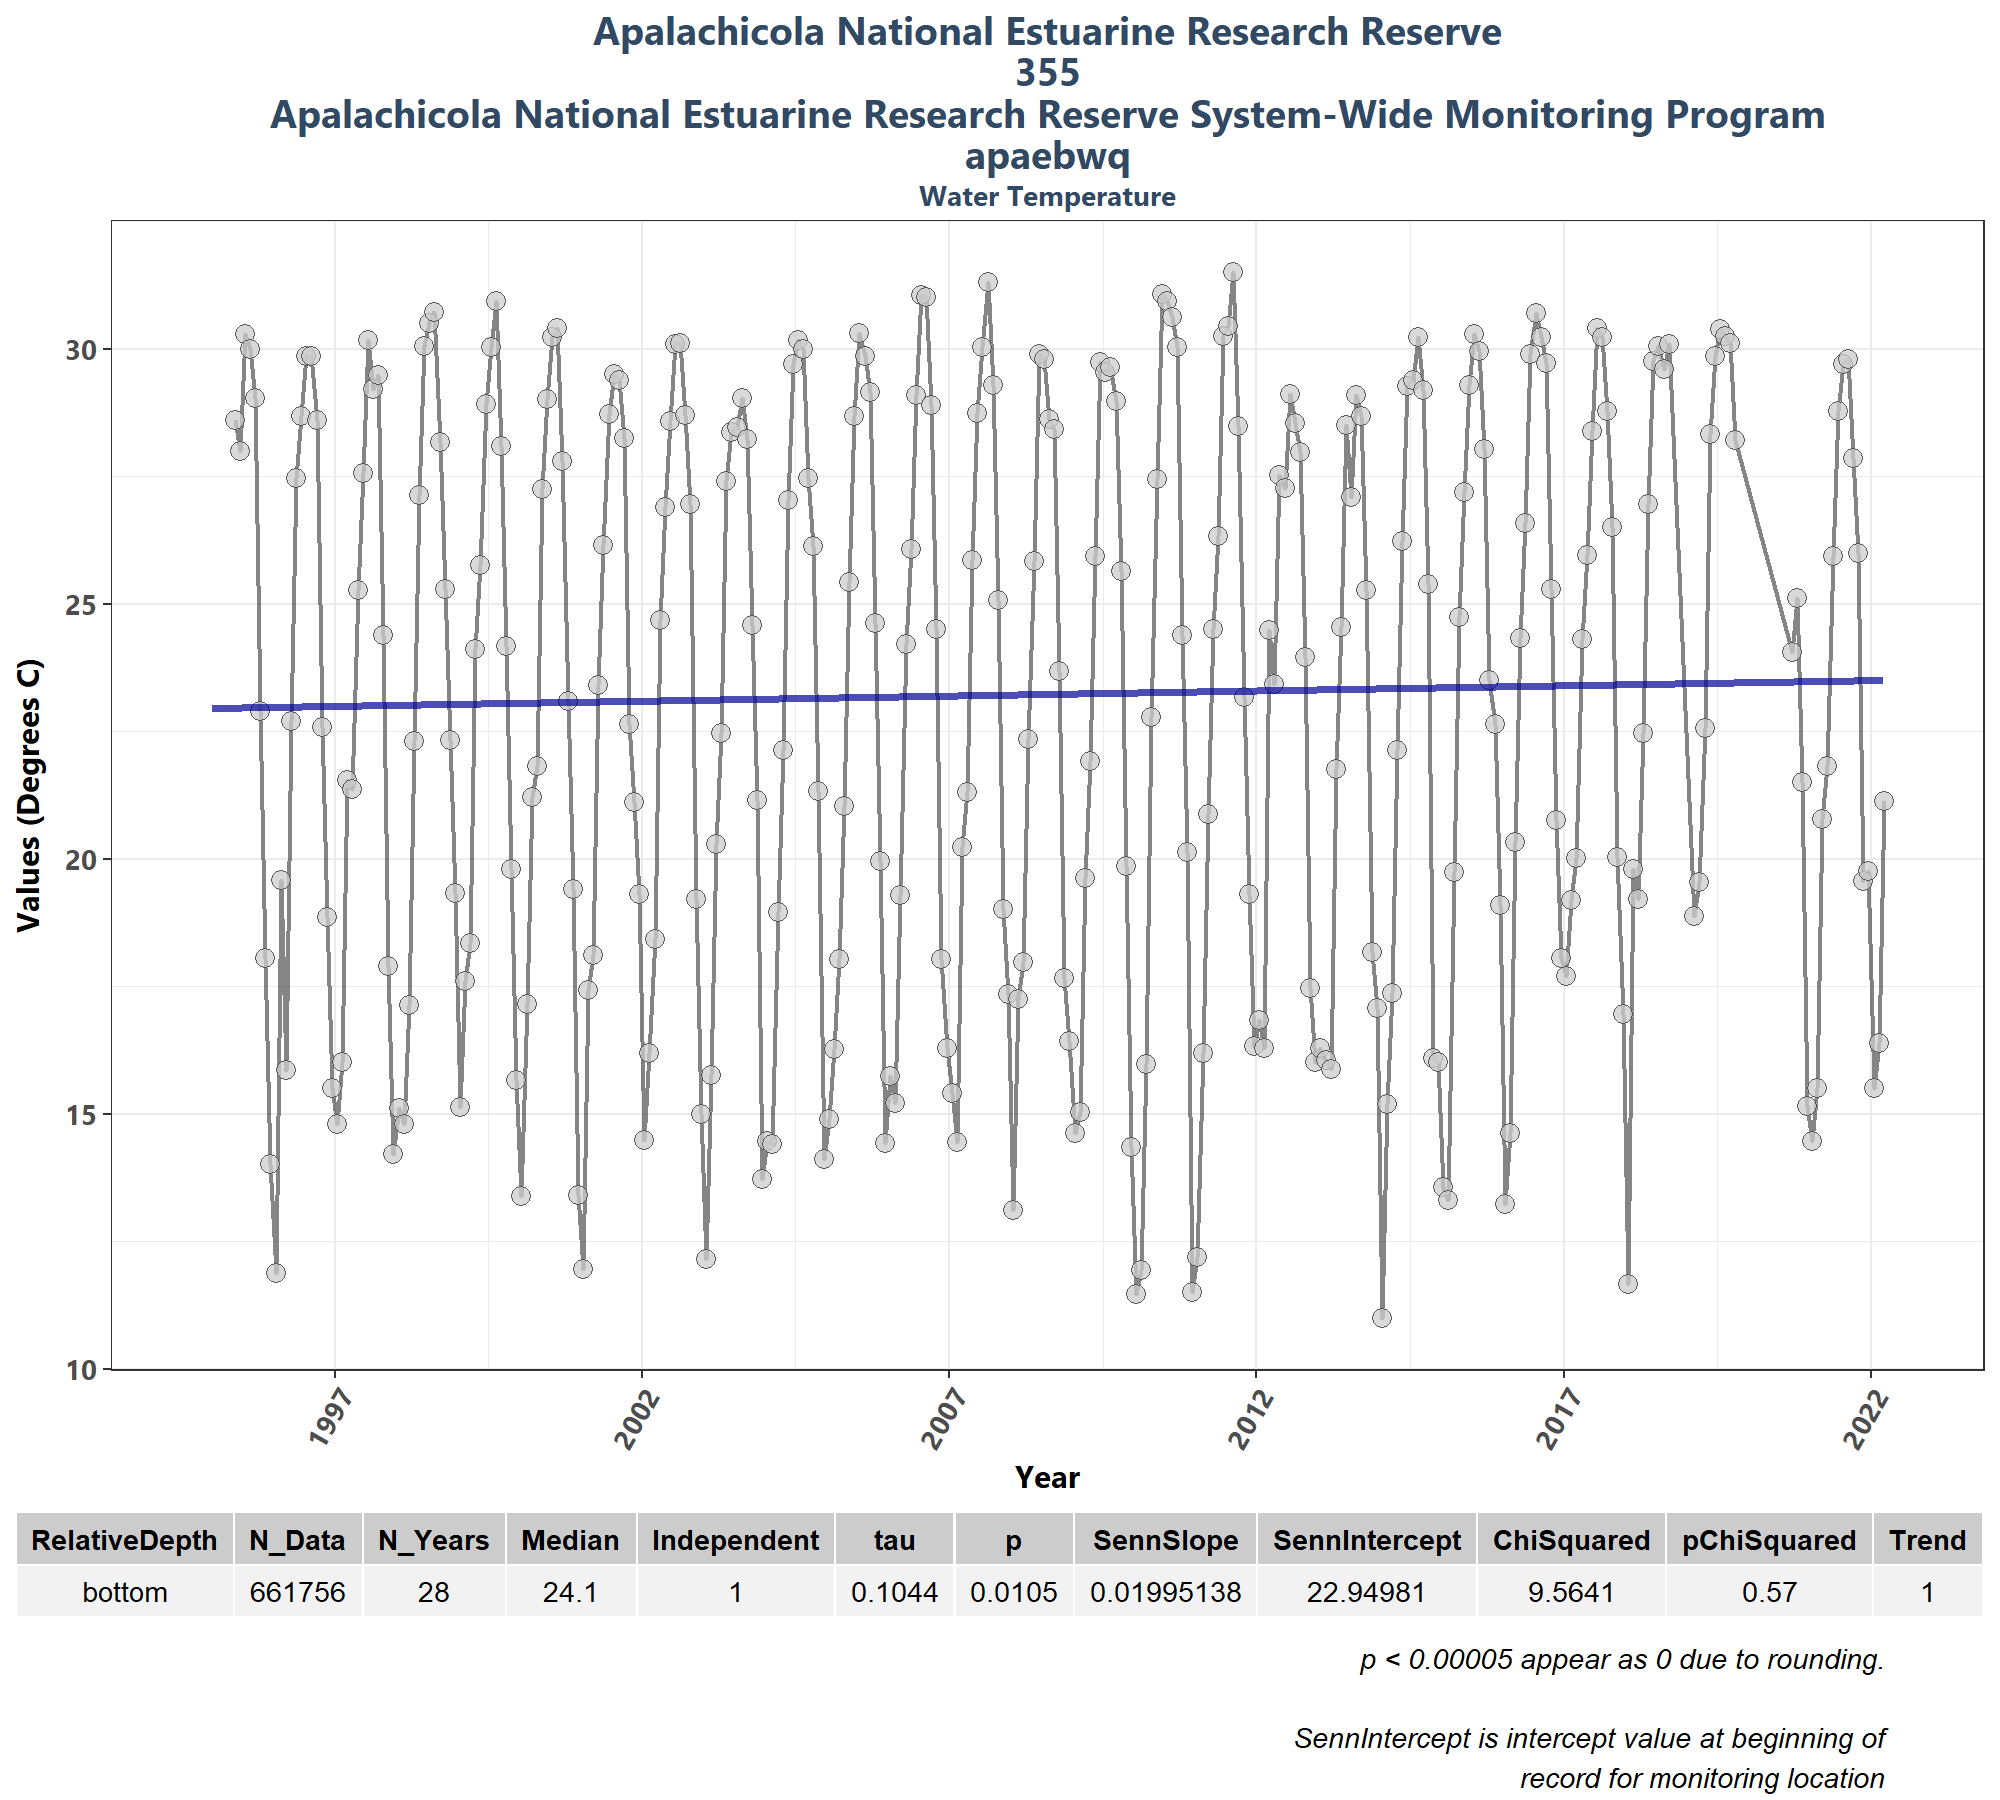 Apalachicola National Estuarine Research Reserve
355
Apalachicola National Estuarine Research Reserve System-Wide Monitoring Program
apaebwq
Water Temperature
Values (Degrees C)
30
25
20
15
10
1997 2002 2007 2012 2017 2022
Year
RelativeDepth N_Data N_Years Median Independent tau p SennSlope SennIntercept ChiSquared pChiSquared Trend
bottom 661756 28 24.1 1 0.1044 0.0105 0.01995138 22.94981 9.5641 0.57 1
p < 0.00005 appear as 0 due to rounding.
SennIntercept is intercept value at beginning of
record for monitoring location